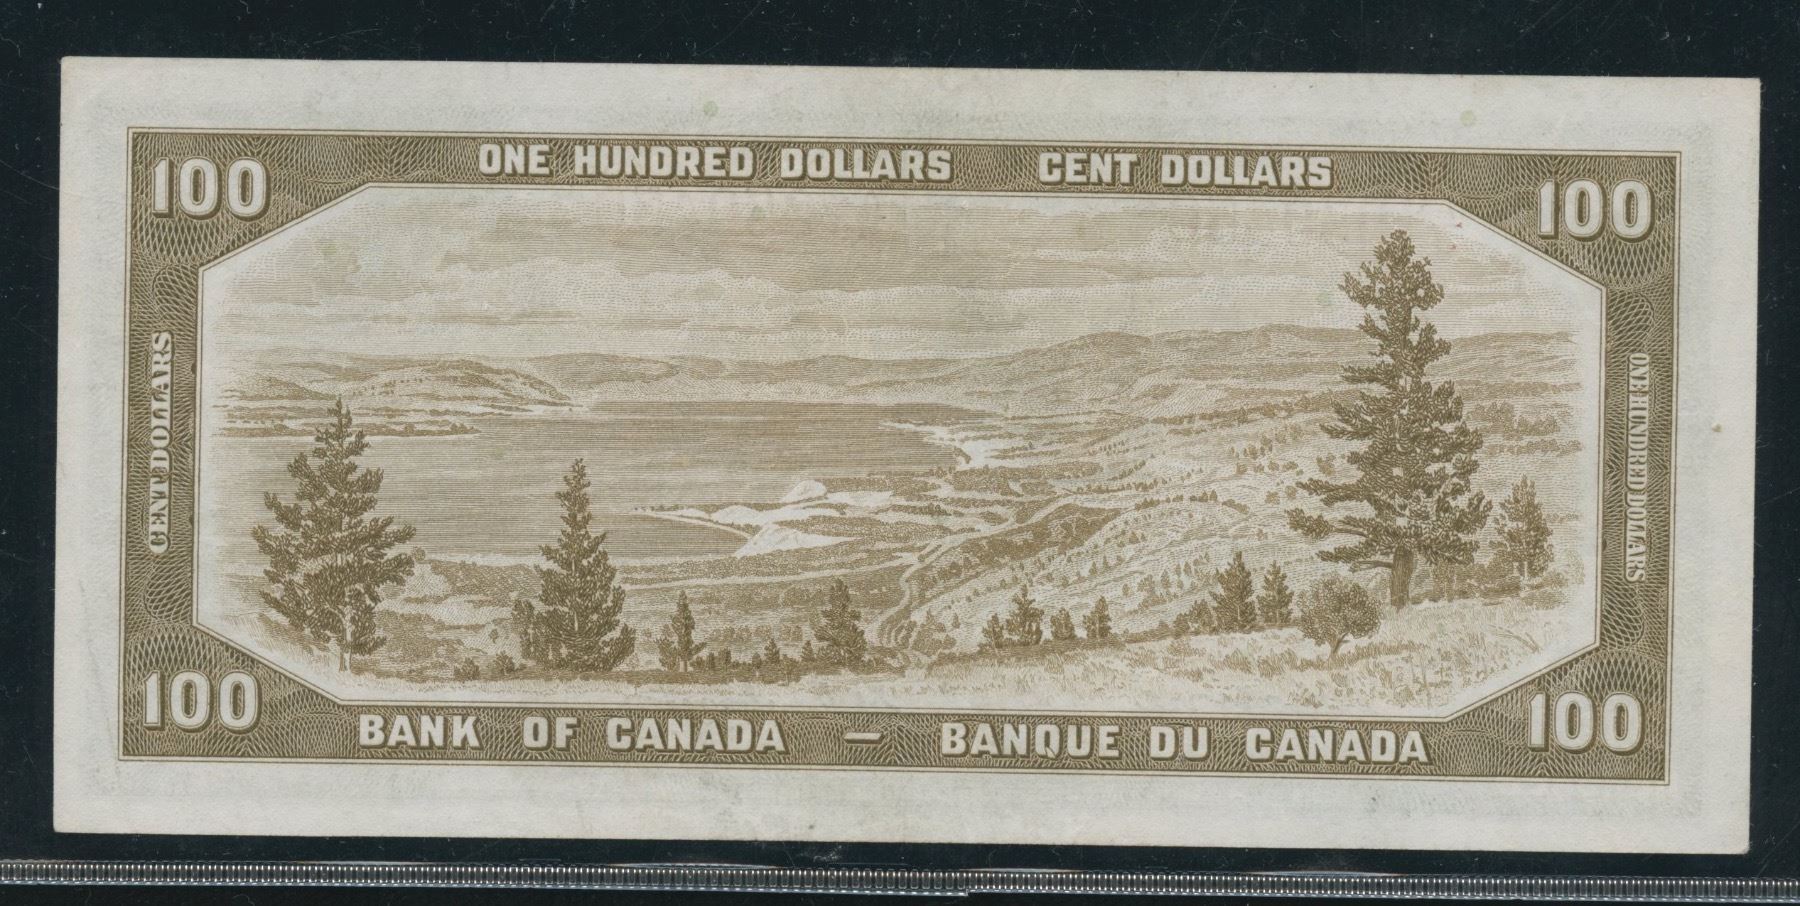 ONE HUNDRED DOLLARS CENT DOLLARS
100
100
CENT DOLLARS
ONE HUNDRED DOLLARS
100
100
BANK OF CANADA — BANQUE DU CANADA